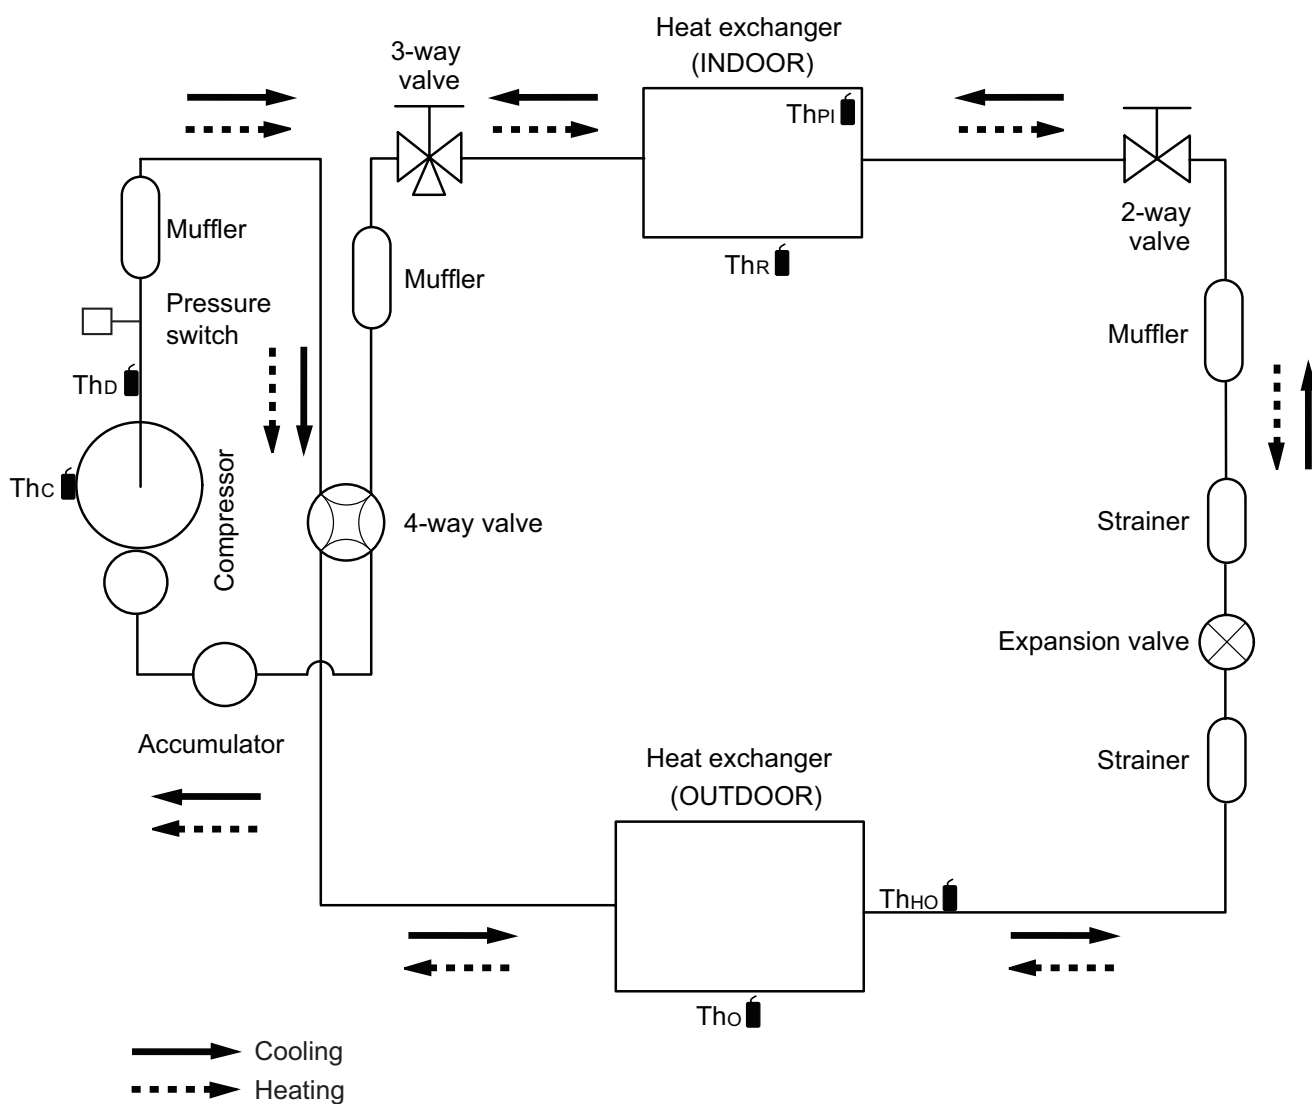 Heat exchanger
(INDOOR)
3-way
valve
ThPI
Muffler
2-way
valve
ThR
Muffler
Pressure
switch
Muffler
ThD
Compressor
ThC
4-way valve
Strainer
Expansion valve
Accumulator
Heat exchanger
(OUTDOOR)
Strainer
ThHO
ThO
Cooling
Heating